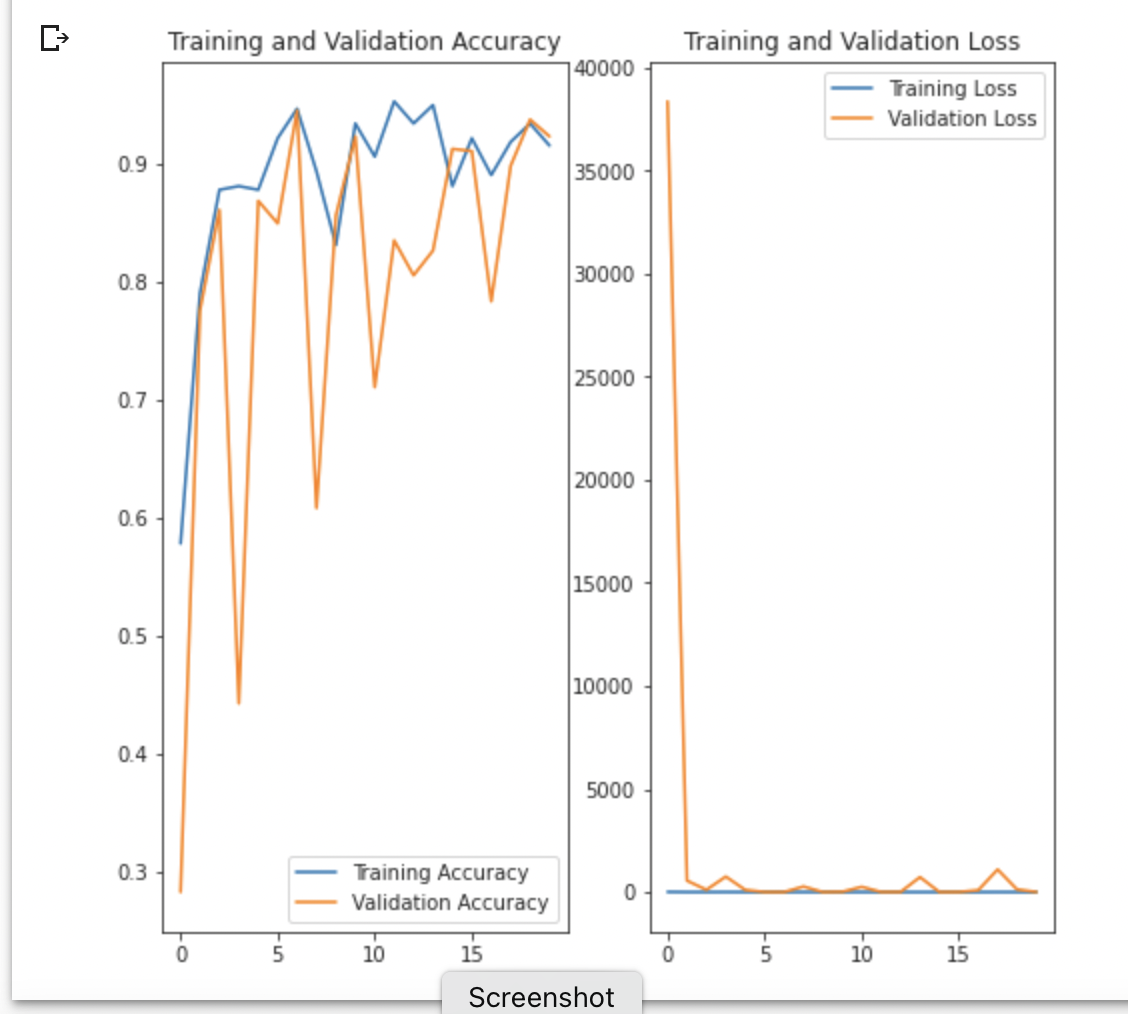 Training and Validation Accuracy
0.9
0.8
0.7
0.6
0.5
0.4
0.3
Training Accuracy
Validation Accuracy
0 5 10 15
Training and Validation Loss
40000
35000
30000
25000
20000
15000
10000
5000
0
Training Loss
Validation Loss
0 5 10 15
Screenshot